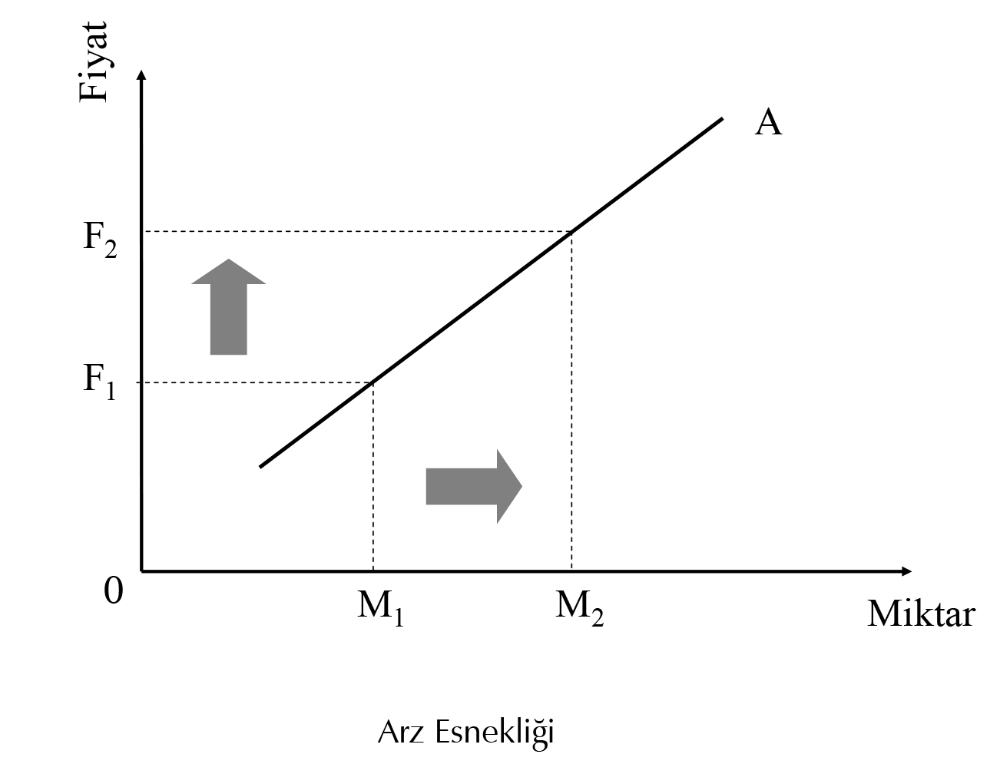 Fiyat
A
F₂
F₁
0
M₁
M₂
Miktar
Arz Esnekliği